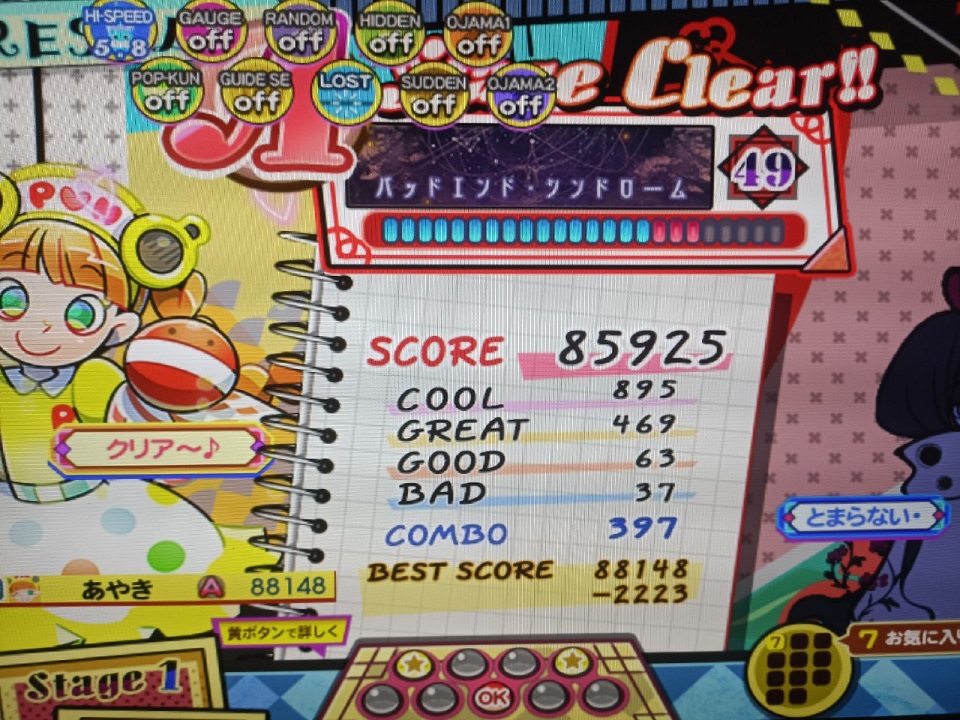 HI-SPEED 5.8
GAUGE off
RANDOM off
HIDDEN off
OJAMA1 off
POP-KUN off
GUIDE SE off
LOST
SUDDEN off
OJAMA2 off
Clear!!
バッドエンド・シンドローム
49
SCORE 85925
COOL 895
GREAT 469
GOOD 63
BAD 37
COMBO 397
BEST SCORE 88148
-2223
クリア〜♪
とまらない・
あやき A 88148
黄ボタンで詳しく
7
7 お気に入り
Stage 1
OK